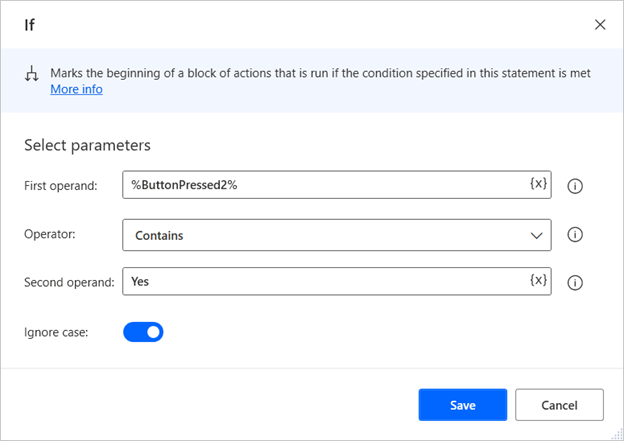 If
Marks the beginning of a block of actions that is run if the condition specified in this statement is met
More info
Select parameters
First operand: %ButtonPressed2% {x}
Operator: Contains
Second operand: Yes {x}
Ignore case:
Save Cancel